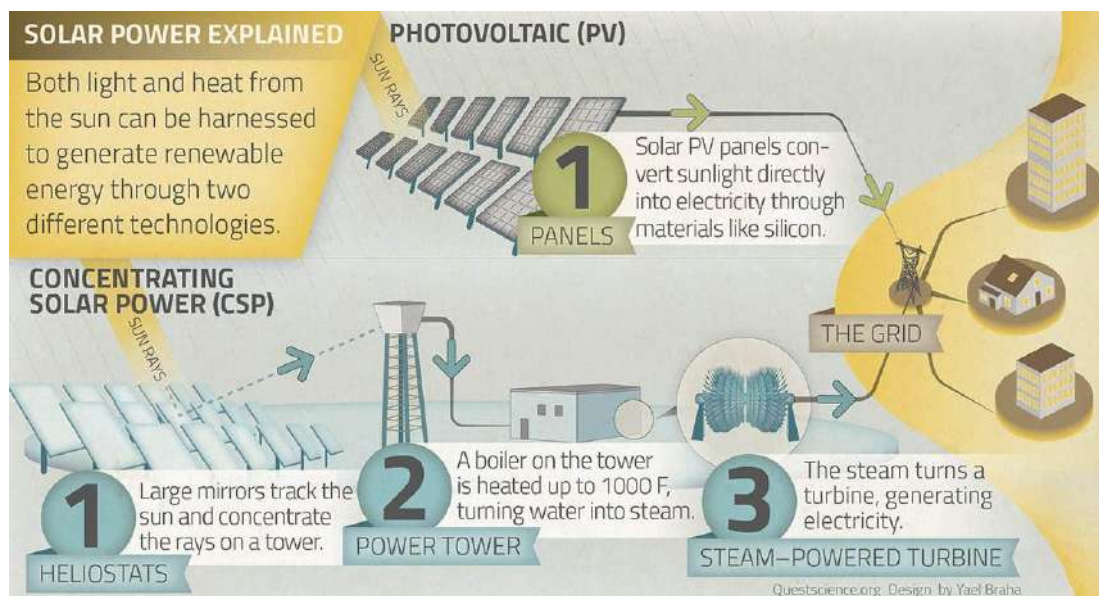 SOLAR POWER EXPLAINED
Both light and heat from
the sun can be harnessed
to generate renewable
energy through two
different technologies.
PHOTOVOLTAIC (PV)
SUN RAYS
1
Solar PV panels con-
vert sunlight directly
into electricity through
materials like silicon.
PANELS
CONCENTRATING
SOLAR POWER (CSP)
SUN RAYS
THE GRID
1
Large mirrors track the
sun and concentrate
the rays on a tower.
HELIOSTATS
2
A boiler on the tower
is heated up to 1000 F,
turning water into steam.
POWER TOWER
3
The steam turns a
turbine, generating
electricity.
STEAM–POWERED TURBINE
Questscience.org Design by Yael Braha